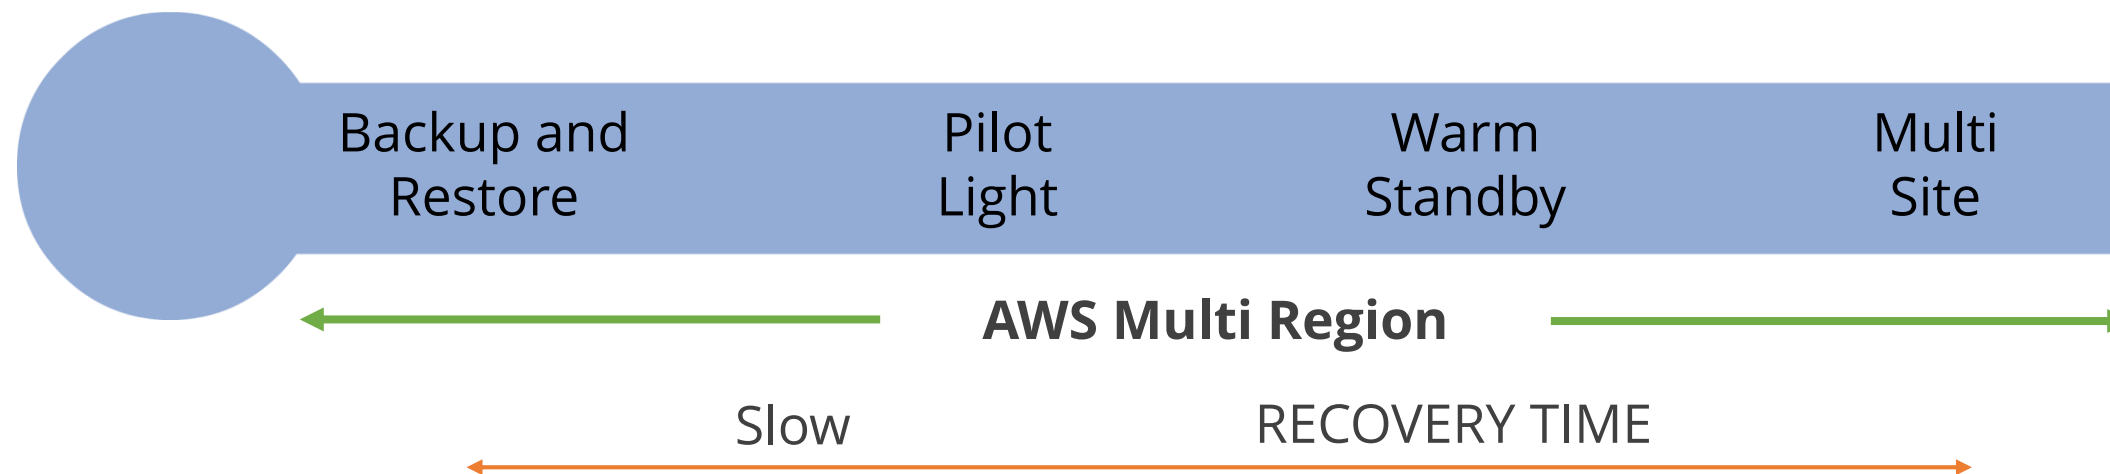 Backup and
Restore
Pilot
Light
Warm
Standby
Multi
Site
AWS Multi Region
Slow
RECOVERY TIME